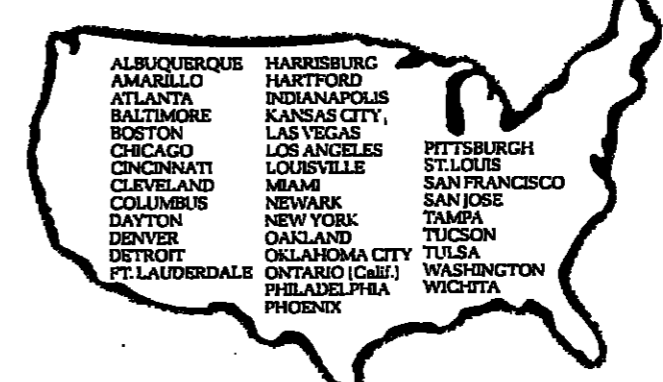 ALBUQUERQUE
AMARILLO
ATLANTA
BALTIMORE
BOSTON
CHICAGO
CINCINNATI
CLEVELAND
COLUMBUS
DAYTON
DENVER
DETROIT
FT. LAUDERDALE
HARRISBURG
HARTFORD
INDIANAPOLIS
KANSAS CITY,
LAS VEGAS
LOS ANGELES
LOUISVILLE
MIAMI
NEWARK
NEW YORK
OAKLAND
OKLAHOMA CITY
ONTARIO (Calif.)
PHILADELPHIA
PHOENIX
PITTSBURGH
ST. LOUIS
SAN FRANCISCO
SAN JOSE
TAMPA
TUCSON
TULSA
WASHINGTON
WICHITA